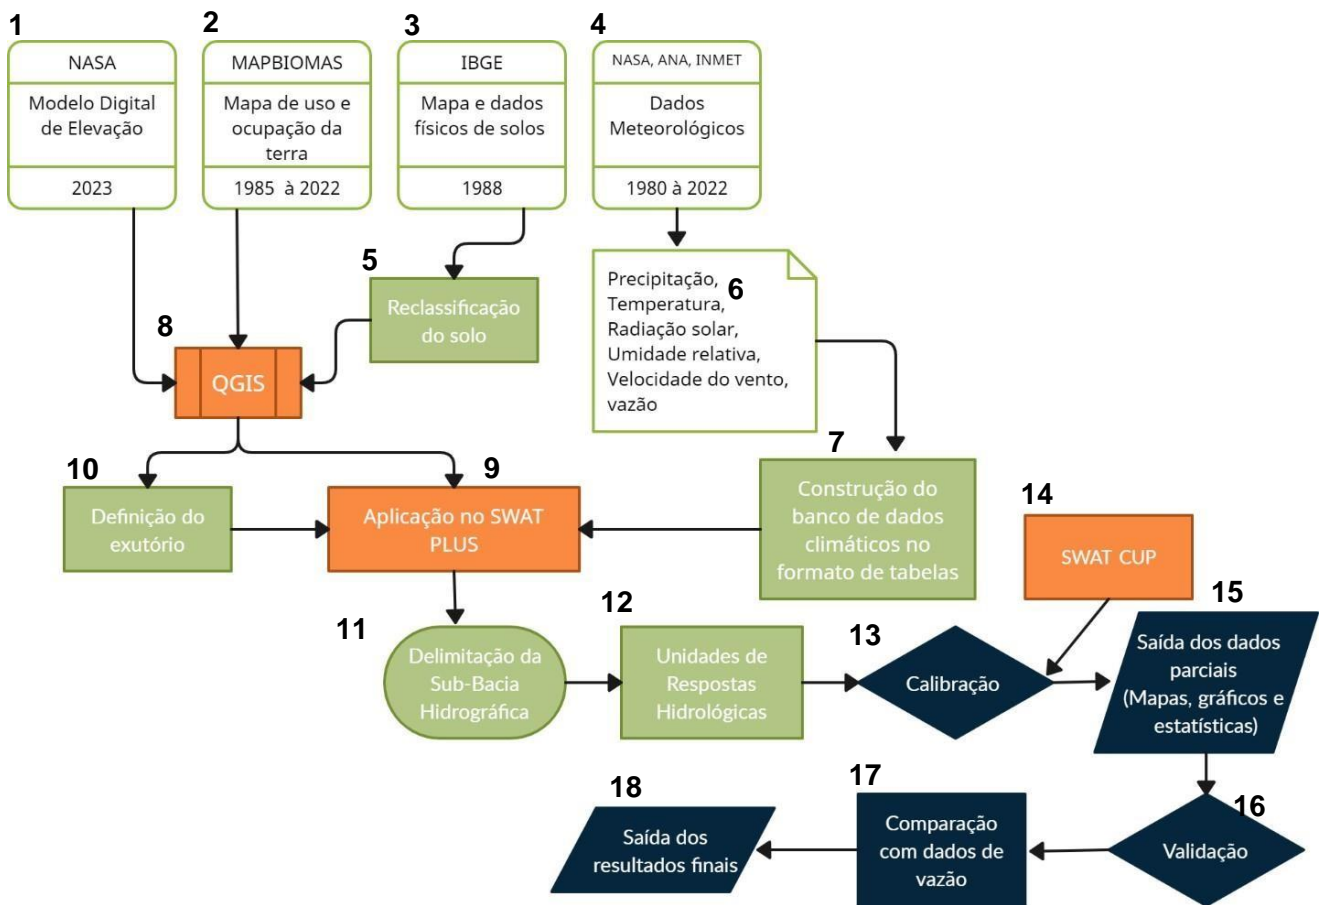 1
NASA
Modelo Digital
de Elevação
2023
2
MAPBIOMAS
Mapa de uso e
ocupação da
terra
1985 à 2022
3
IBGE
Mapa e dados
físicos de solos
1988
4
NASA, ANA, INMET
Dados
Meteorológicos
1980 à 2022
5
Reclassificação
do solo
6
Precipitação,
Temperatura,
Radiação solar,
Umidade relativa,
Velocidade do vento,
vazão
8
QGIS
7
Construção do
banco de dados
climáticos no
formato de tabelas
10
Definição do
exutório
9
Aplicação no SWAT
PLUS
14
SWAT CUP
11
Delimitação da
Sub-Bacia
Hidrográfica
12
Unidades de
Respostas
Hidrológicas
13
Calibração
15
Saída dos dados
parciais
(Mapas, gráficos e
estatísticas)
16
Validação
17
Comparação
com dados de
vazão
18
Saída dos
resultados finais